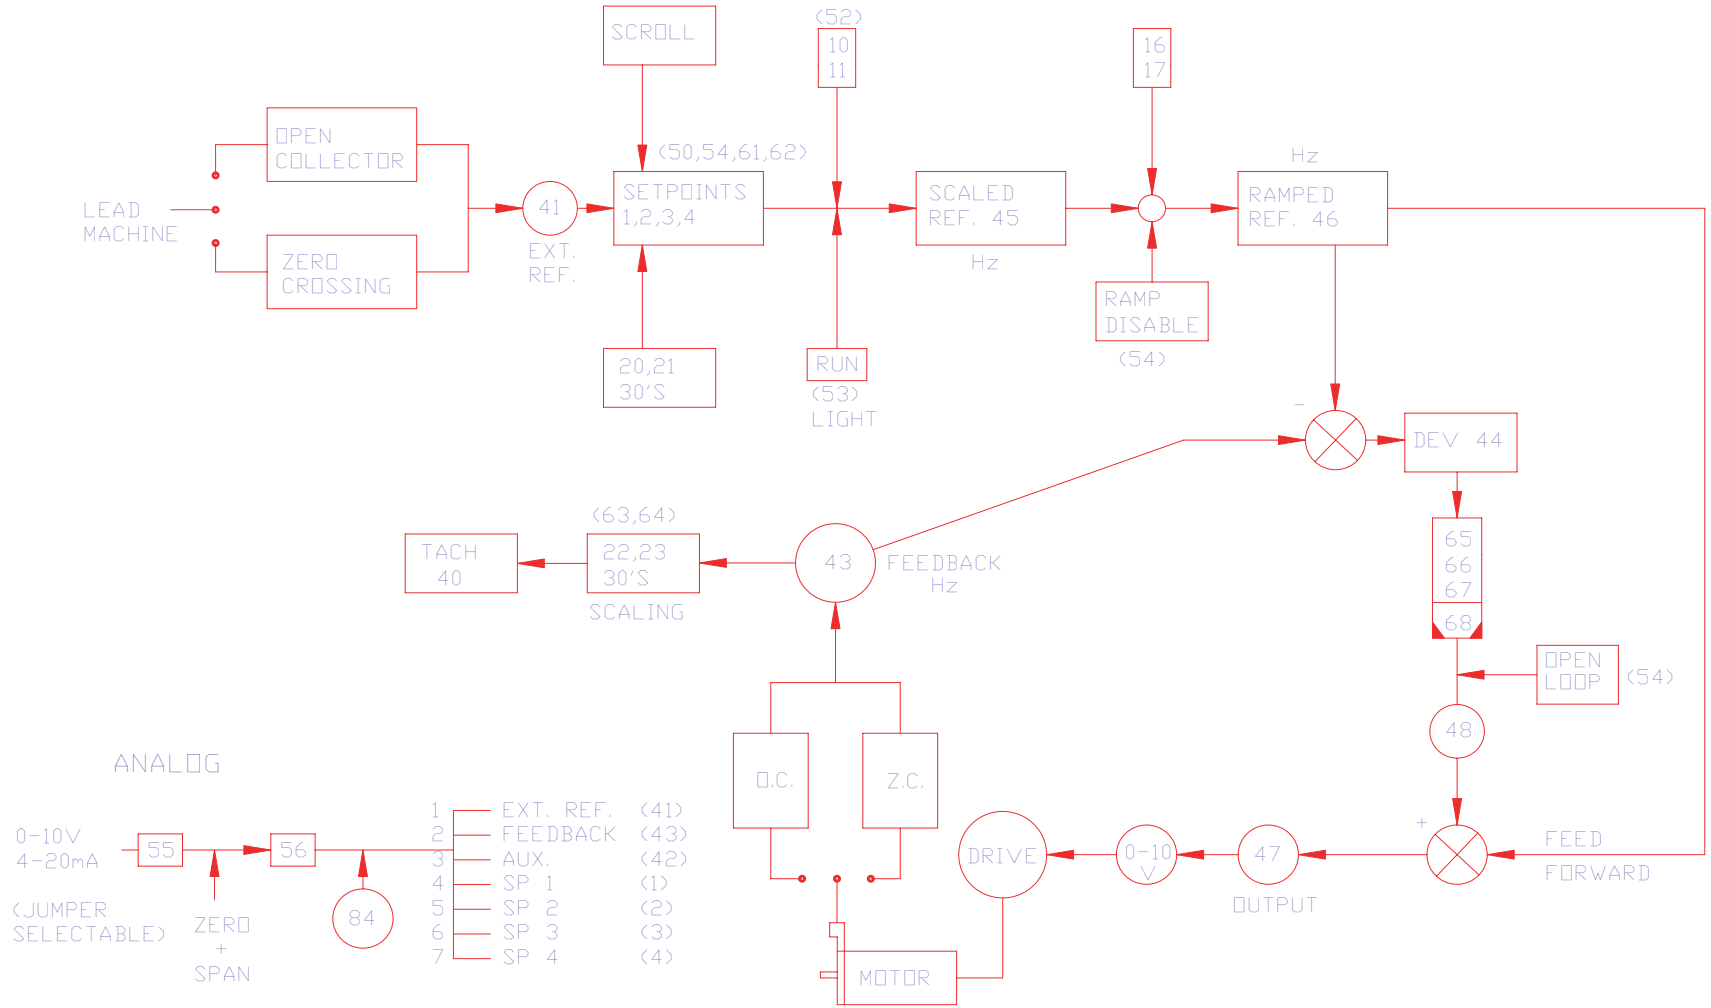 SCROLL
(52)
10
11
16
17
OPEN
COLLECTOR
(50,54,61,62)
Hz
LEAD
MACHINE
41
EXT.
REF.
SETPOINTS
1,2,3,4
SCALED
REF. 45
Hz
RAMPED
REF. 46
ZERO
CROSSING
RAMP
DISABLE
(54)
20,21
30'S
RUN
(53)
LIGHT
-
DEV 44
(63,64)
TACH
40
22,23
30'S
SCALING
43
FEEDBACK
Hz
65
66
67
68
OPEN
LOOP
(54)
48
O.C.
Z.C.
ANALOG
0-10V
4-20mA
(JUMPER
SELECTABLE)
55
ZERO
+
SPAN
56
84
1 EXT. REF. (41)
2 FEEDBACK (43)
3 AUX. (42)
4 SP 1 (1)
5 SP 2 (2)
6 SP 3 (3)
7 SP 4 (4)
DRIVE
0-10
V
47
OUTPUT
+
FEED
FORWARD
MOTOR